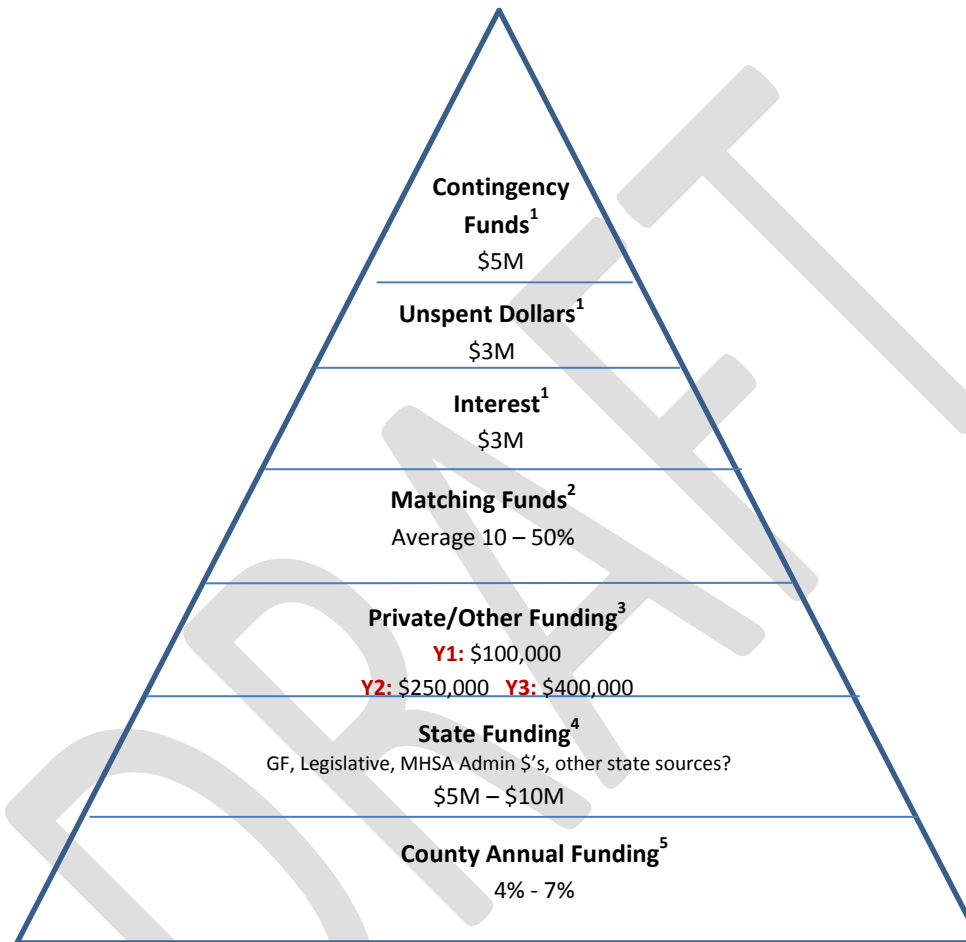 Contingency
Funds1
$5M
Unspent Dollars1
$3M
Interest1
$3M
Matching Funds2
Average 10 – 50%
Private/Other Funding3
Y1: $100,000
Y2: $250,000 Y3: $400,000
State Funding4
GF, Legislative, MHSA Admin $'s, other state sources?
$5M – $10M
County Annual Funding5
4% - 7%
DRAFT